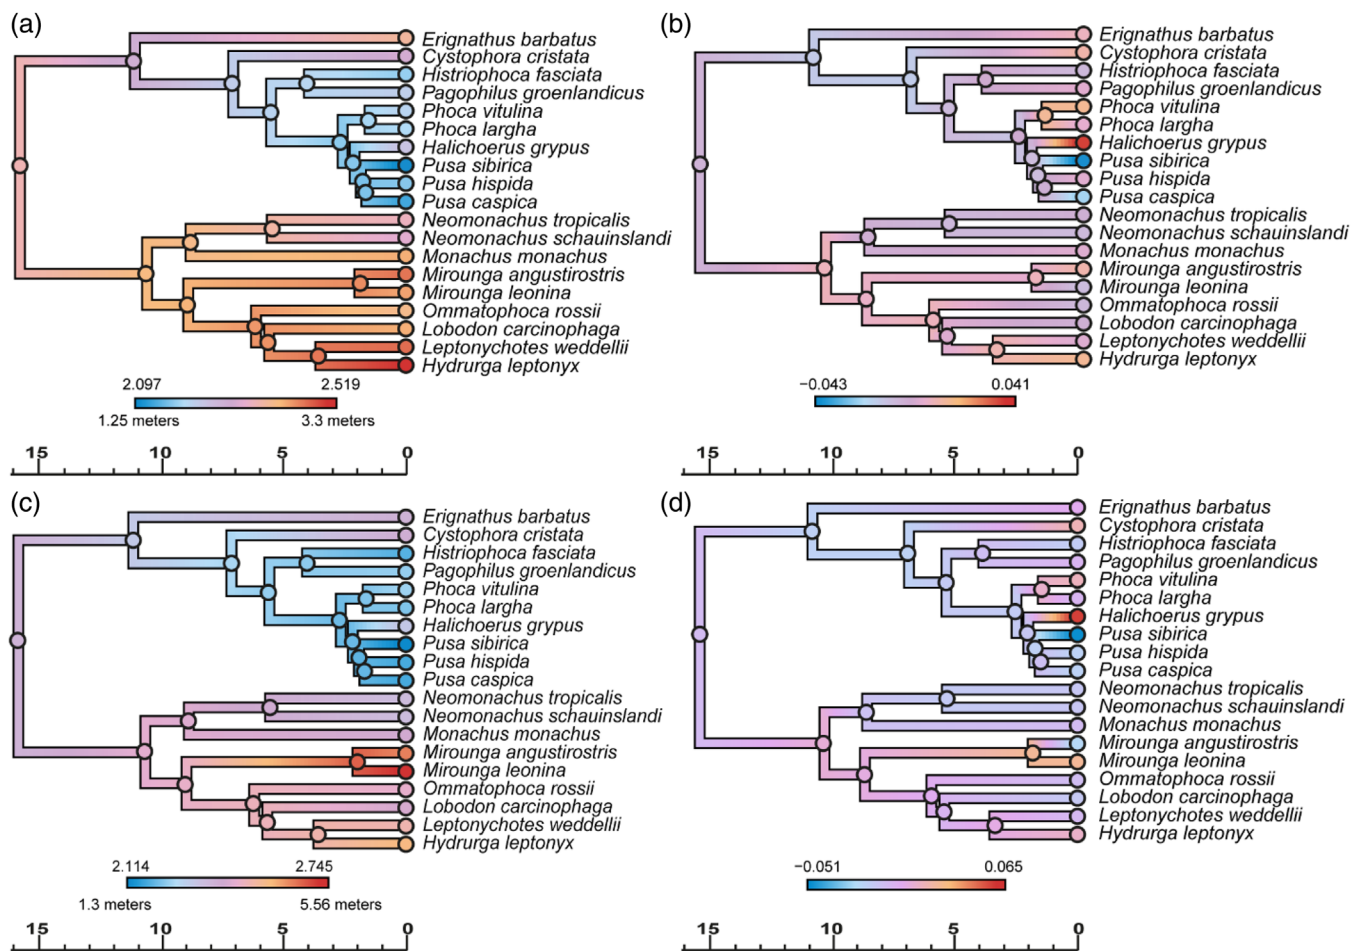 (a)
Erignathus barbatus
Cystophora cristata
Histriophoca fasciata
Pagophilus groenlandicus
Phoca vitulina
Phoca largha
Halichoerus grypus
Pusa sibirica
Pusa hispida
Pusa caspica
Neomonachus tropicalis
Neomonachus schauinslandi
Monachus monachus
Mirounga angustirostris
Mirounga leonina
Ommatophoca rossii
Lobodon carcinophaga
Leptonychotes weddellii
Hydrurga leptonyx
2.097 2.519
1.25 meters 3.3 meters
15 10 5 0
(b)
Erignathus barbatus
Cystophora cristata
Histriophoca fasciata
Pagophilus groenlandicus
Phoca vitulina
Phoca largha
Halichoerus grypus
Pusa sibirica
Pusa hispida
Pusa caspica
Neomonachus tropicalis
Neomonachus schauinslandi
Monachus monachus
Mirounga angustirostris
Mirounga leonina
Ommatophoca rossii
Lobodon carcinophaga
Leptonychotes weddellii
Hydrurga leptonyx
−0.043 0.041
15 10 5 0
(c)
Erignathus barbatus
Cystophora cristata
Histriophoca fasciata
Pagophilus groenlandicus
Phoca vitulina
Phoca largha
Halichoerus grypus
Pusa sibirica
Pusa hispida
Pusa caspica
Neomonachus tropicalis
Neomonachus schauinslandi
Monachus monachus
Mirounga angustirostris
Mirounga leonina
Ommatophoca rossii
Lobodon carcinophaga
Leptonychotes weddellii
Hydrurga leptonyx
2.114 2.745
1.3 meters 5.56 meters
15 10 5 0
(d)
Erignathus barbatus
Cystophora cristata
Histriophoca fasciata
Pagophilus groenlandicus
Phoca vitulina
Phoca largha
Halichoerus grypus
Pusa sibirica
Pusa hispida
Pusa caspica
Neomonachus tropicalis
Neomonachus schauinslandi
Monachus monachus
Mirounga angustirostris
Mirounga leonina
Ommatophoca rossii
Lobodon carcinophaga
Leptonychotes weddellii
Hydrurga leptonyx
−0.051 0.065
15 10 5 0